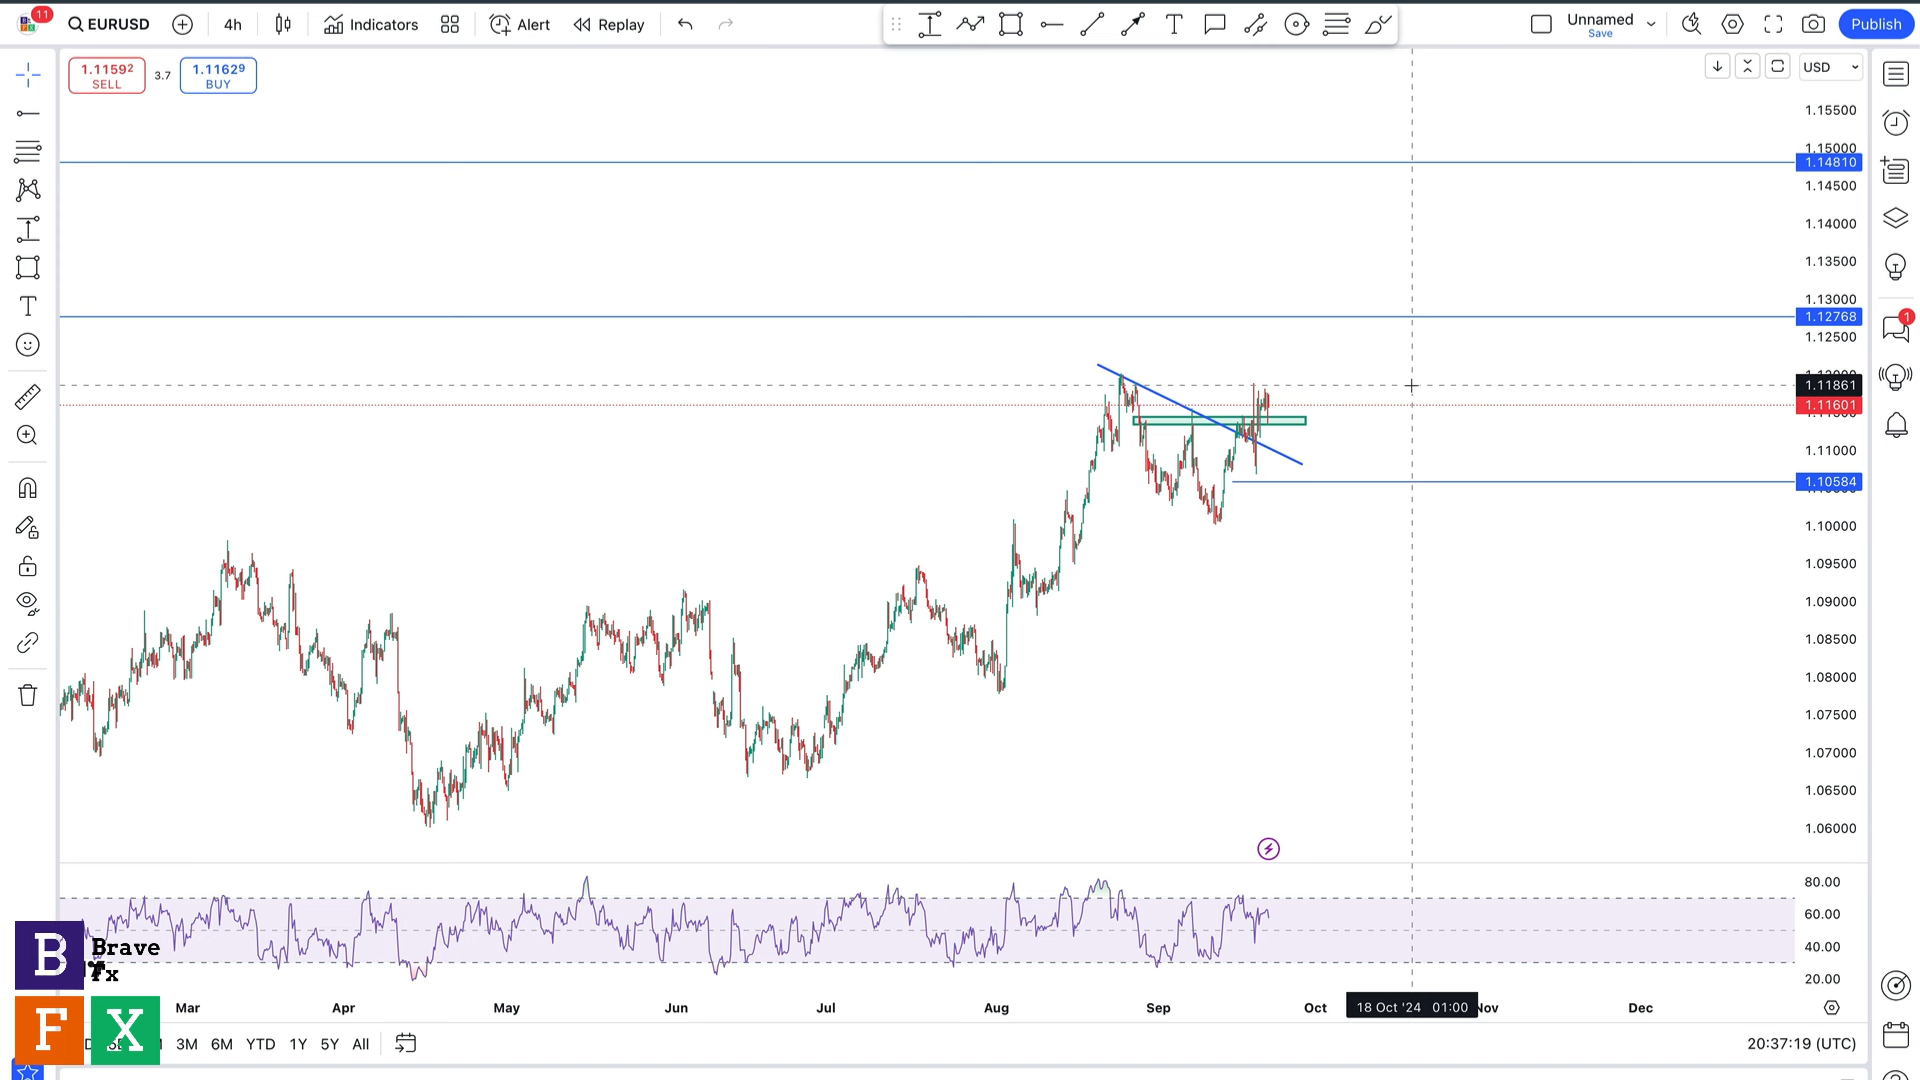 11
EURUSD
4h
Indicators
Alert
Replay
Unnamed
Save
Publish
1.11592
SELL
3.7
1.11629
BUY
USD
1.15500
1.15000
1.14810
1.14500
1.14000
1.13500
1.13000
1.12768
1.12500
1.11861
1.11601
1.11000
1.10584
1.10000
1.09500
1.09000
1.08500
1.08000
1.07500
1.07000
1.06500
1.06000
1
80.00
60.00
40.00
20.00
B
Brave
Fx
F X
Mar
Apr
May
Jun
Jul
Aug
Sep
Oct
18 Oct '24 01:00
Nov
Dec
3M
6M
YTD
1Y
5Y
All
20:37:19 (UTC)